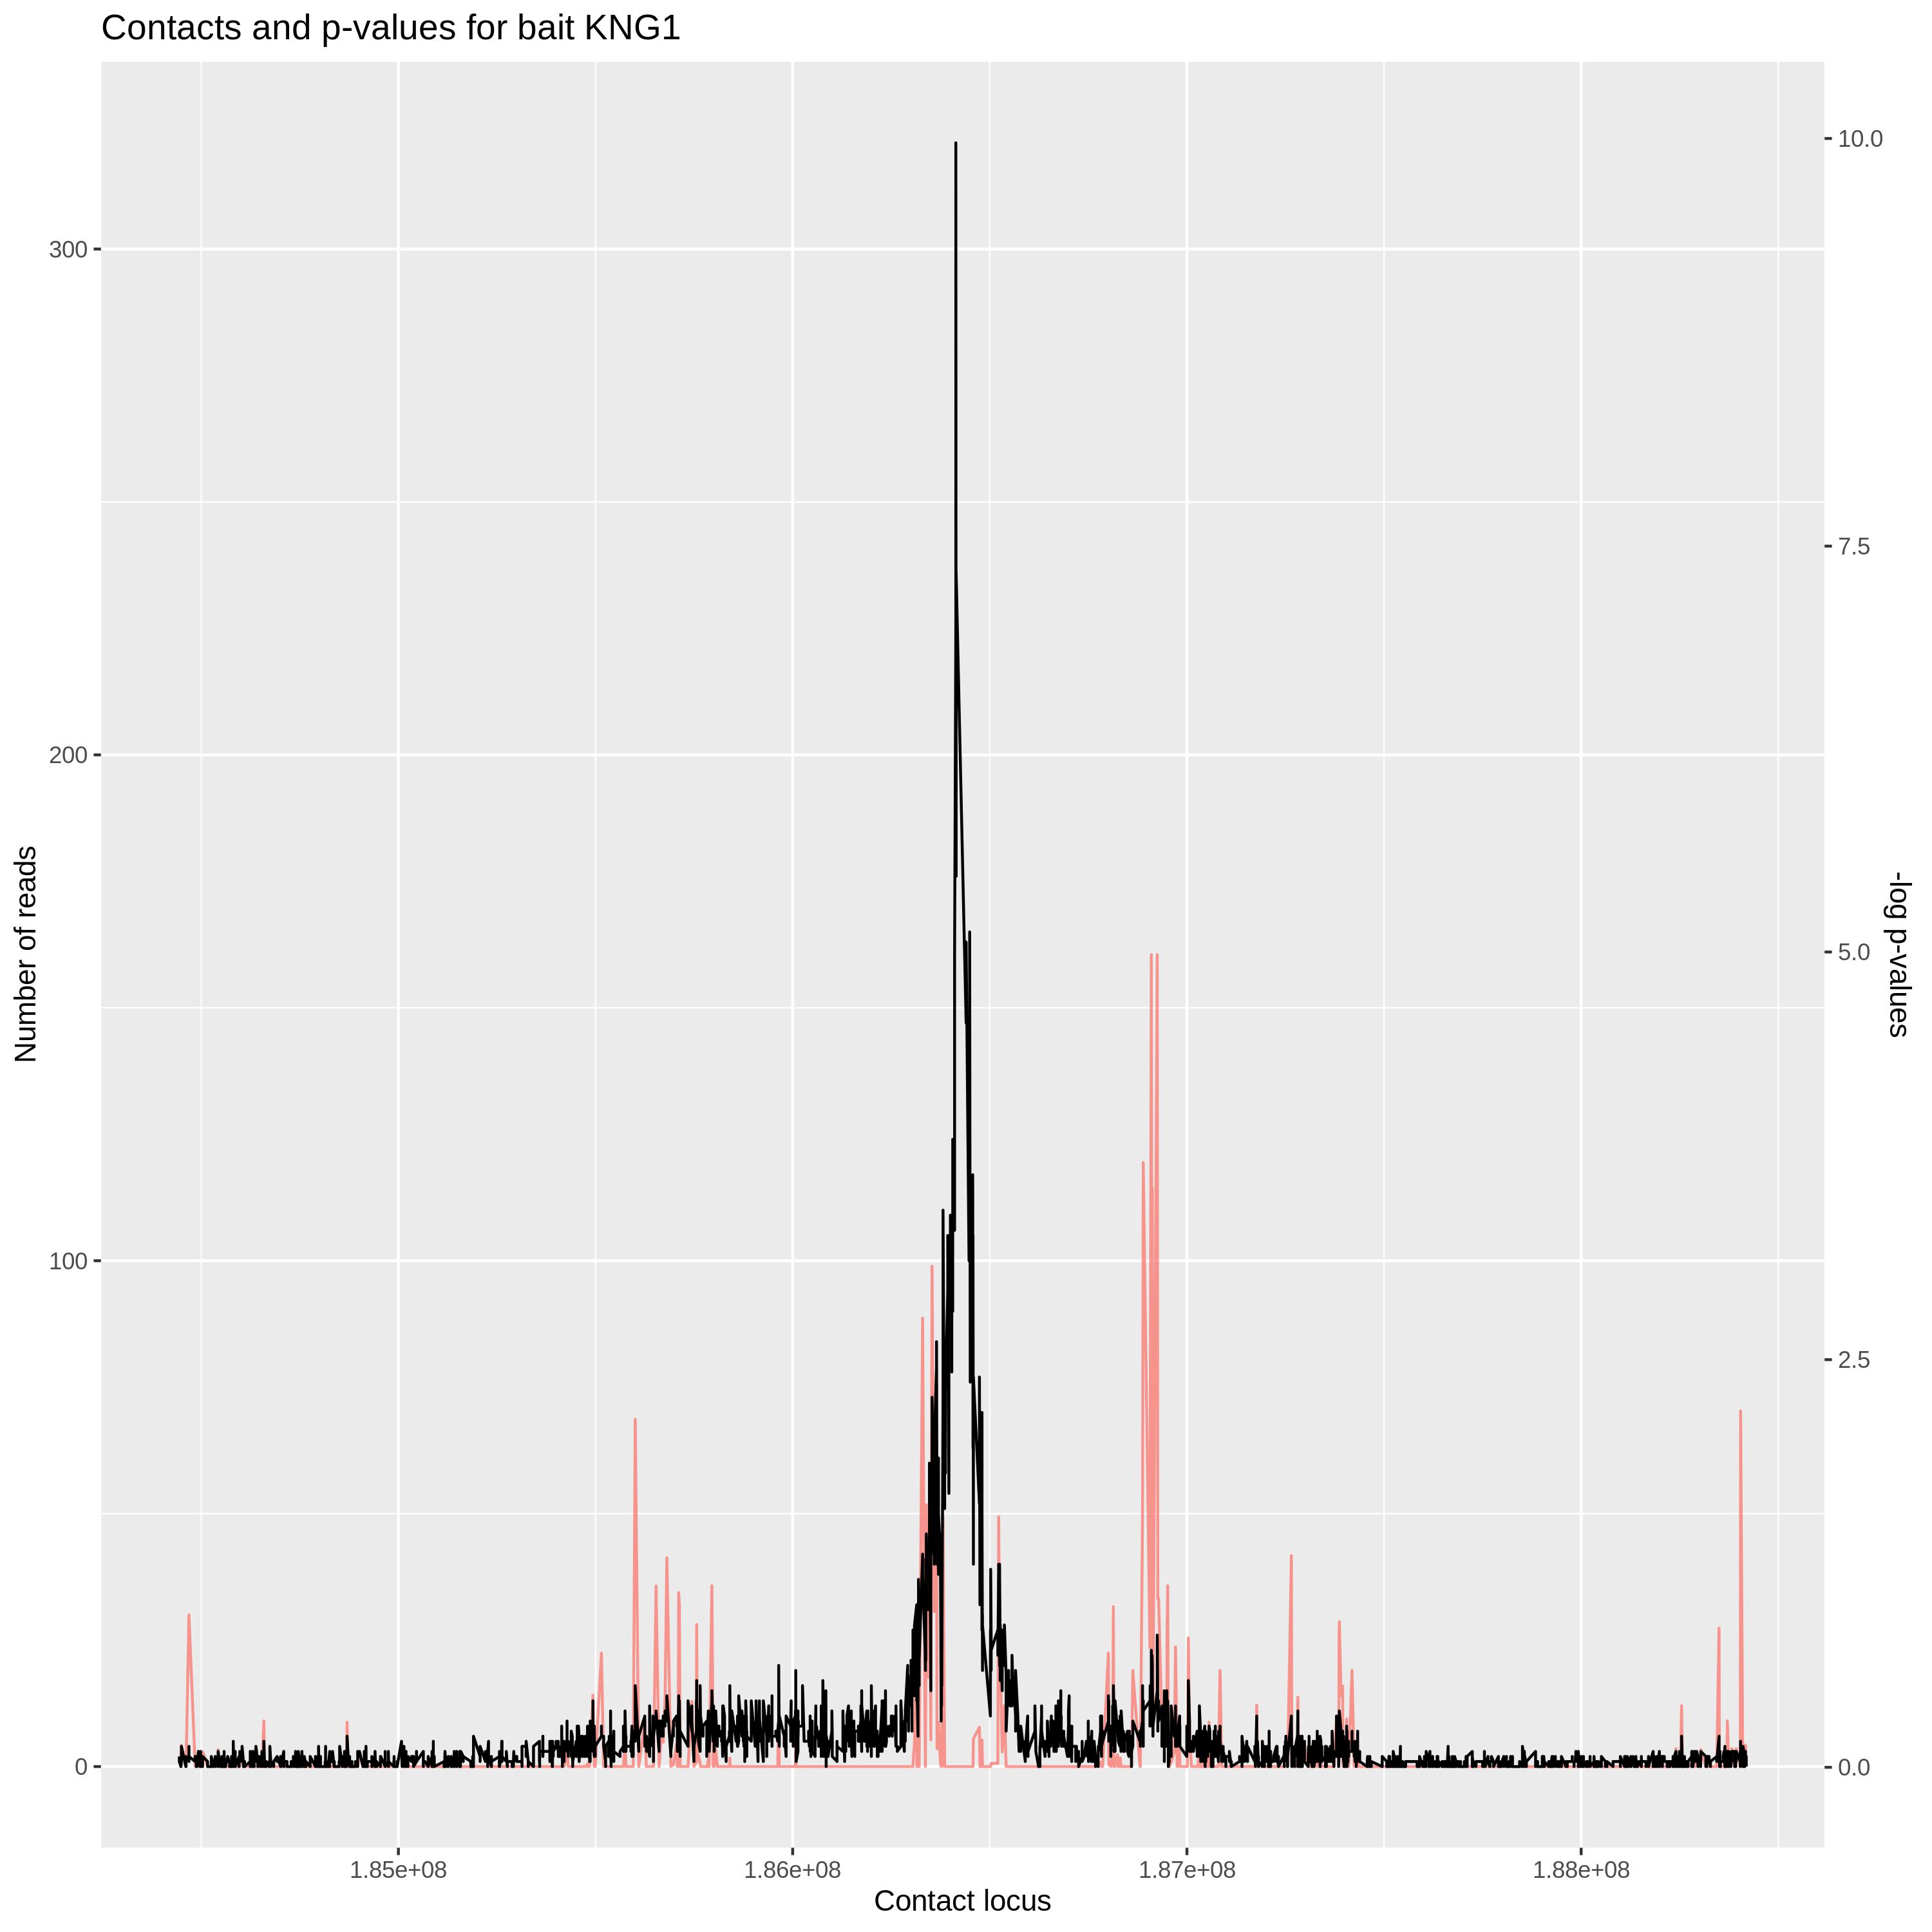 Contacts and p-values for bait KNG1
Number of reads
300
200
100
0
10.0
7.5
5.0
2.5
0.0
-log p-values
1.85e+08
1.86e+08
1.87e+08
1.88e+08
Contact locus